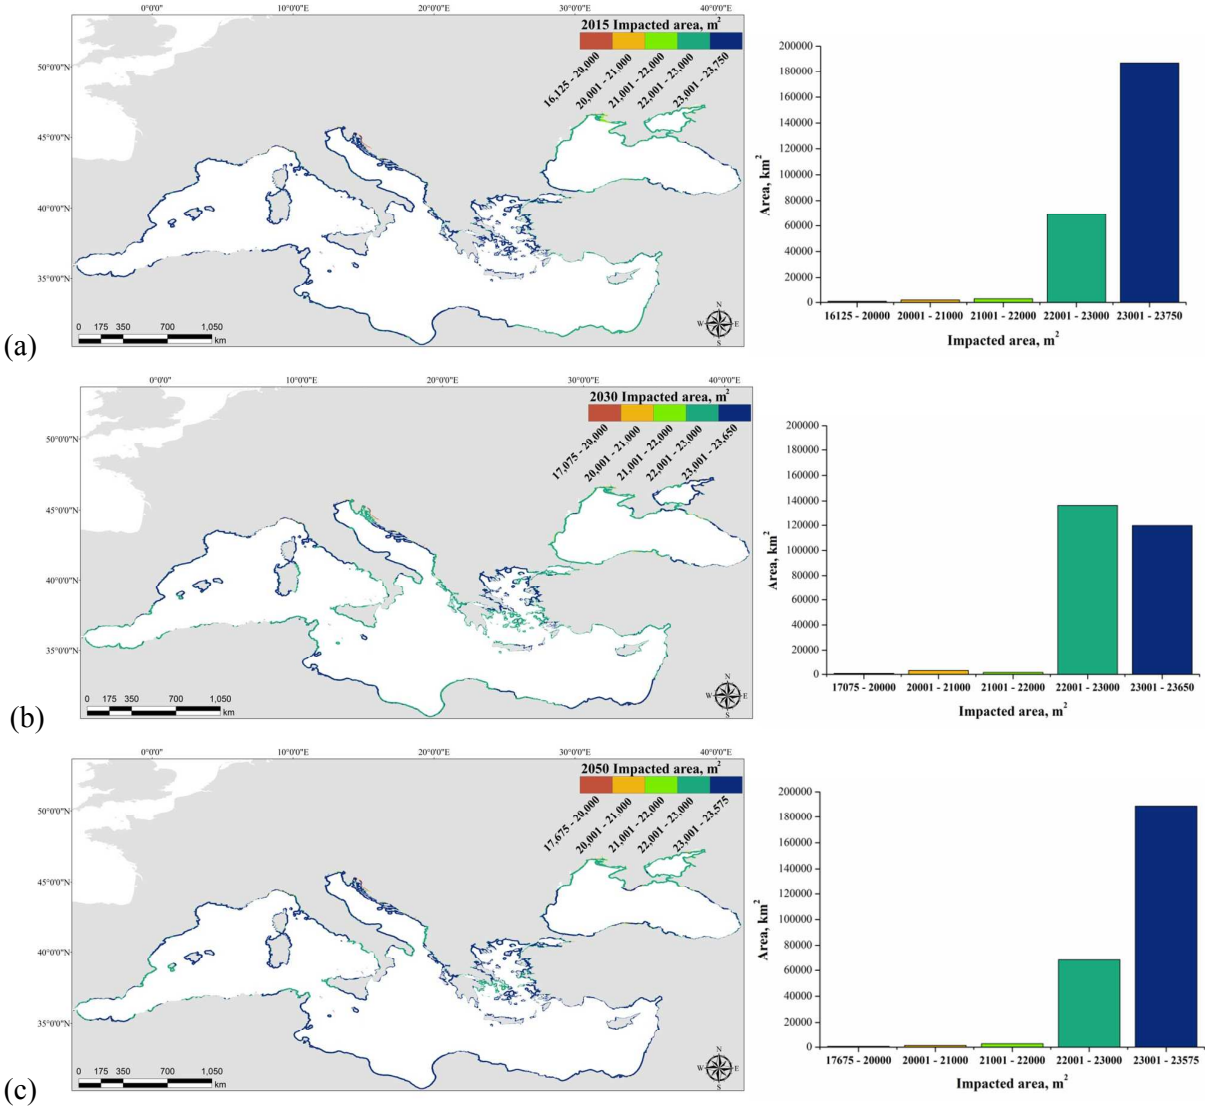 0°0'0" 10°0'0"E 20°0'0"E 30°0'0"E 40°0'0"E
2015 Impacted area, m²
16,125 - 20,000
20,001 - 21,000
21,001 - 22,000
22,001 - 23,000
23,001 - 23,750
50°0'0"N
45°0'0"N
40°0'0"N
35°0'0"N
0 175 350 700 1,050
km
N
W E
S
(a)
200000
180000
160000
140000
120000
100000
80000
60000
40000
20000
0
Area, km²
16125 - 20000 20001 - 21000 21001 - 22000 22001 - 23000 23001 - 23750
Impacted area, m²
0°0'0" 10°0'0"E 20°0'0"E 30°0'0"E 40°0'0"E
2030 Impacted area, m²
17,075 - 20,000
20,001 - 21,000
21,001 - 22,000
22,001 - 23,000
23,001 - 23,650
50°0'0"N
45°0'0"N
40°0'0"N
35°0'0"N
0 175 350 700 1,050
km
N
W E
S
(b)
200000
180000
160000
140000
120000
100000
80000
60000
40000
20000
0
Area, km²
17075 - 20000 20001 - 21000 21001 - 22000 22001 - 23000 23001 - 23650
Impacted area, m²
0°0'0" 10°0'0"E 20°0'0"E 30°0'0"E 40°0'0"E
2050 Impacted area, m²
17,675 - 20,000
20,001 - 21,000
21,001 - 22,000
22,001 - 23,000
23,001 - 23,575
50°0'0"N
45°0'0"N
40°0'0"N
35°0'0"N
0 175 350 700 1,050
km
N
W E
S
(c)
200000
180000
160000
140000
120000
100000
80000
60000
40000
20000
0
Area, km²
17675 - 20000 20001 - 21000 21001 - 22000 22001 - 23000 23001 - 23575
Impacted area, m²